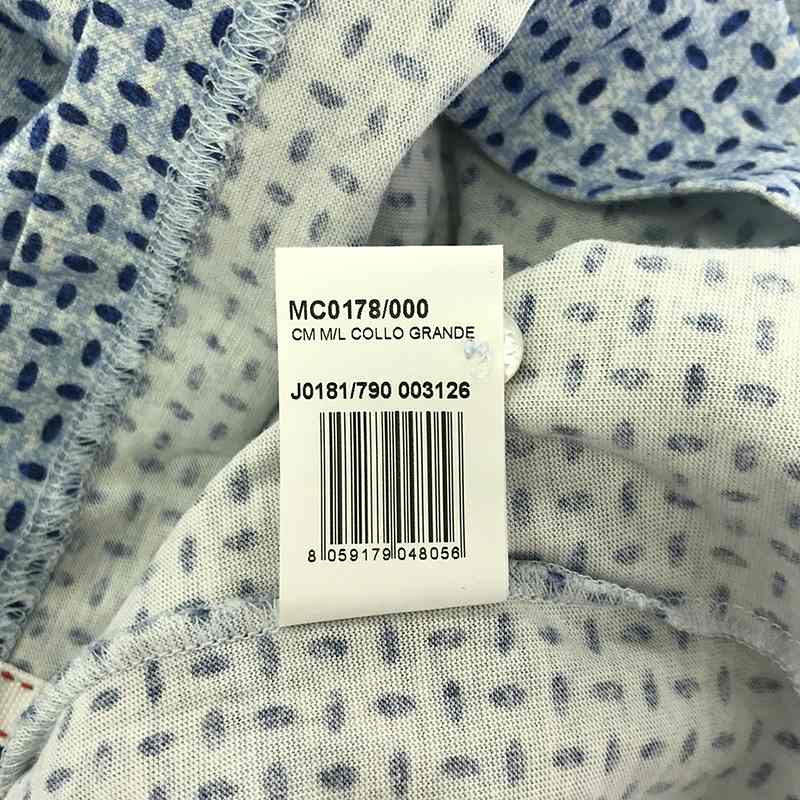 MC0178/000
CM M/L COLLO GRANDE
J0181/790 003126
8 059179 048056